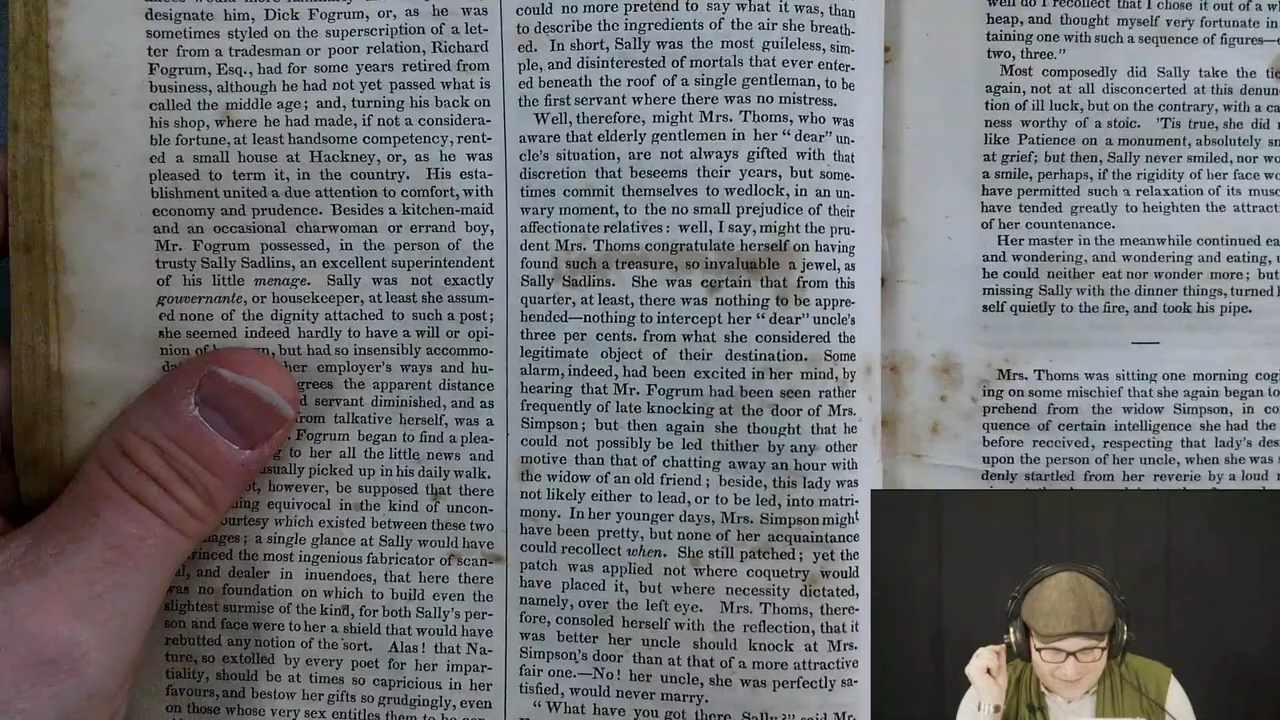 designate him, Dick Fogrum, or, as he was
sometimes styled on the superscription of a let-
ter from a tradesman or poor relation, Richard
Fogrum, Esq., had for some years retired from
business, although he had not yet passed what is
called the middle age; and, turning his back on
his shop, where he had made, if not a considera-
ble fortune, at least handsome competency, rent-
ed a small house at Hackney, or, as he was
pleased to term it, in the country. His esta-
blishment united a due attention to comfort, with
economy and prudence. Besides a kitchen-maid
and an occasional charwoman or errand boy,
Mr. Fogrum possessed, in the person of the
trusty Sally Sadlins, an excellent superintendent
of his little menage. Sally was not exactly
gouvernante, or housekeeper, at least she assum-
ed none of the dignity attached to such a post;
she seemed indeed hardly to have a will or opi-
nion of, but had so insensibly accommo-
her employer's ways and hu-
the apparent distance
servant diminished, and as
from talkative herself, was a
Fogrum began to find a plea-
to her all the little news and
usually picked up in his daily walk.
however, be supposed that there
equivocal in the kind of uncon-
which existed between these two
a single glance at Sally would have
the most ingenious fabricator of scan-
and dealer in inuendoes, that here there
was no foundation on which to build even the
slightest surmise of the kind, for both Sally's per-
son and face were to her a shield that would have
rebutted any notion of the sort. Alas! that Na-
ture, so extolled by every poet for her impar-
tiality, should be at times so capricious in her
favours, and bestow her gifts so grudgingly, even
on those whose very sex entitles them to be
could no more pretend to say what it was, than
to describe the ingredients of the air she breath-
ed. In short, Sally was the most guileless, sim-
ple, and disinterested of mortals that ever enter-
ed beneath the roof of a single gentleman, to be
the first servant where there was no mistress.
Well, therefore, might Mrs. Thoms, who was
aware that elderly gentlemen in her “dear” un-
cle's situation, are not always gifted with that
discretion that beseems their years, but some-
times commit themselves to wedlock, in an un-
wary moment, to the no small prejudice of their
affectionate relatives: well, I say, might the pru-
dent Mrs. Thoms congratulate herself on having
found such a treasure, so invaluable a jewel, as
Sally Sadlins. She was certain that from this
quarter, at least, there was nothing to be appre-
hended—nothing to intercept her “dear” uncle's
three per cents. from what she considered the
legitimate object of their destination. Some
alarm, indeed, had been excited in her mind, by
hearing that Mr. Fogrum had been seen rather
frequently of late knocking at the door of Mrs.
Simpson; but then again she thought that he
could not possibly be led thither by any other
motive than that of chatting away an hour with
the widow of an old friend; beside, this lady was
not likely either to lead, or to be led, into matri-
mony. In her younger days, Mrs. Simpson might
have been pretty, but none of her acquaintance
could recollect when. She still patched; yet the
patch was applied not where coquetry would
have placed it, but where necessity dictated,
namely, over the left eye. Mrs. Thoms, there-
fore, consoled herself with the reflection, that it
was better her uncle should knock at Mrs.
Simpson's door than at that of a more attractive
fair one.—No! her uncle, she was perfectly sa-
tisfied, would never marry.
“What have you got there, Sally?” said Mr.
well do I recollect that I chose it out of a
heap, and thought myself very fortunate in
taining one with such a sequence of figures—
two, three.”
Most composedly did Sally take the
again, not at all disconcerted at this
tion of ill luck, but on the contrary, with a
ness worthy of a stoic. 'Tis true, she did
like Patience on a monument, absolutely
at grief; but then, Sally never smiled, nor
a smile, perhaps, if the rigidity of her face
have permitted such a relaxation of its
have tended greatly to heighten the
of her countenance.
Her master in the meanwhile continued
and wondering, and wondering and eating,
he could neither eat nor wonder more; but
missing Sally with the dinner things, turned
self quietly to the fire, and took his pipe.
Mrs. Thoms was sitting one morning
ing on some mischief that she again began to
prehend from the widow Simpson, in
quence of certain intelligence she had the
before received, respecting that lady's
upon the person of her uncle, when she was
denly startled from her reverie by a loud